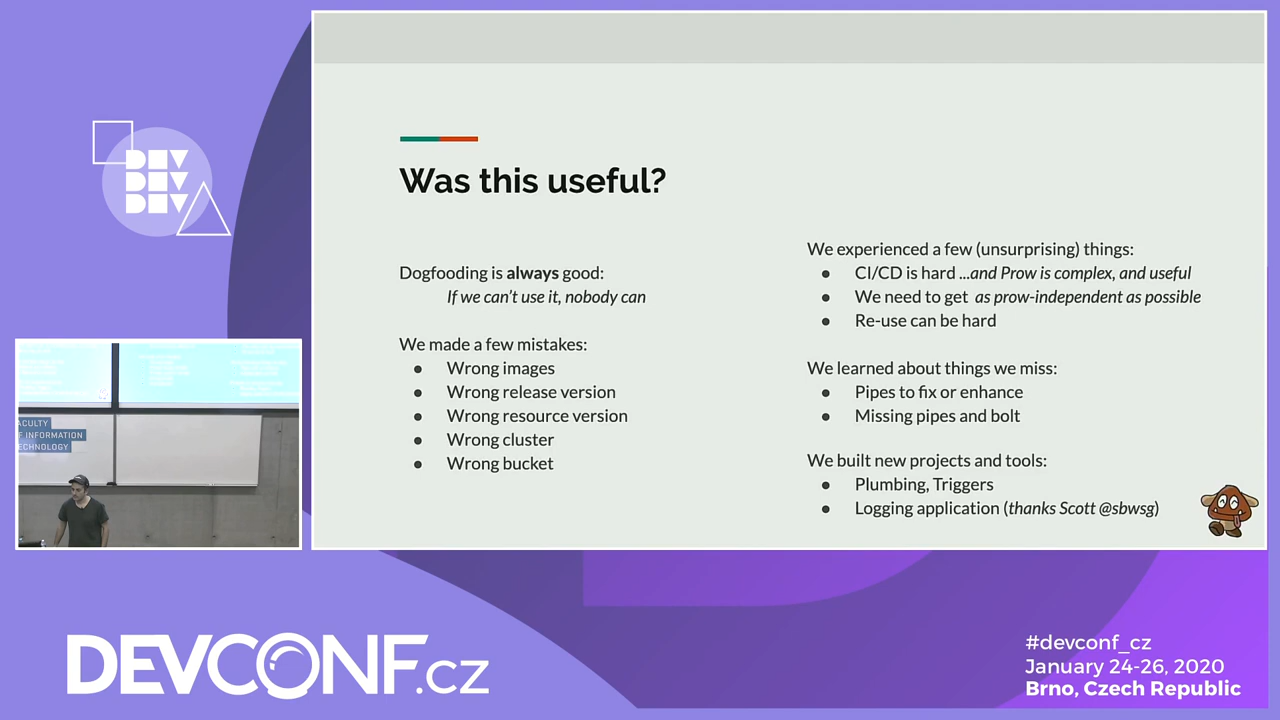 DEV
DEV
DEV
Was this useful?
Dogfooding is always good:
If we can't use it, nobody can
We made a few mistakes:
● Wrong images
● Wrong release version
● Wrong resource version
● Wrong cluster
● Wrong bucket
We experienced a few (unsurprising) things:
● CI/CD is hard ...and Prow is complex, and useful
● We need to get as prow-independent as possible
● Re-use can be hard
We learned about things we miss:
● Pipes to fix or enhance
● Missing pipes and bolt
We built new projects and tools:
● Plumbing, Triggers
● Logging application (thanks Scott @sbwsg)
ACULTY
F INFORMATION
ECHNOLOGY
DEVCONF.cz
#devconf_cz
January 24-26, 2020
Brno, Czech Republic